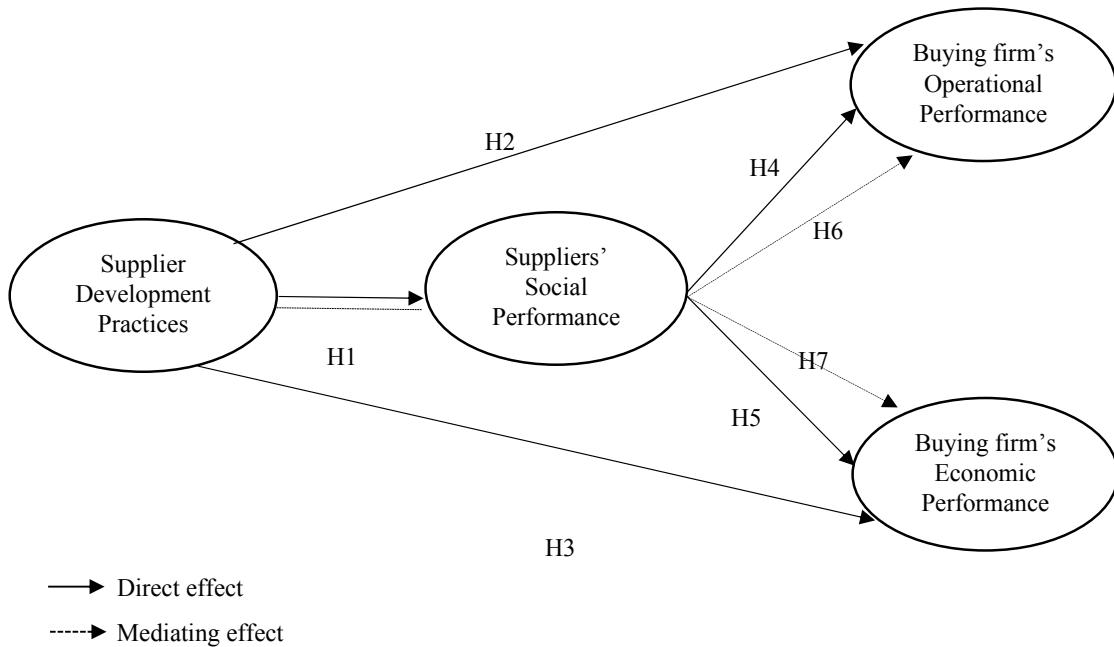 Buying firm’s
Operational
Performance
H2
H4
H6
Supplier
Development
Practices
Suppliers’
Social
Performance
H1
H7
H5
Buying firm’s
Economic
Performance
H3
Direct effect
Mediating effect